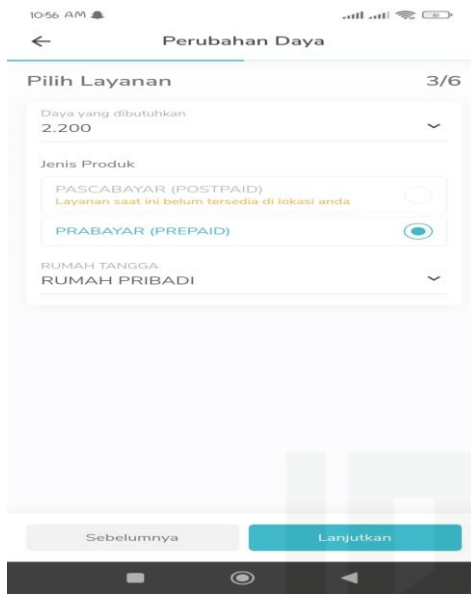 10:56 AM
Perubahan Daya
Pilih Layanan 3/6
Daya yang dibutuhkan
2.200
Jenis Produk
PASCABAYAR (POSTPAID)
Layanan saat ini belum tersedia di lokasi anda
PRABAYAR (PREPAID)
RUMAH TANGGA
RUMAH PRIBADI
Sebelumnya Lanjutkan